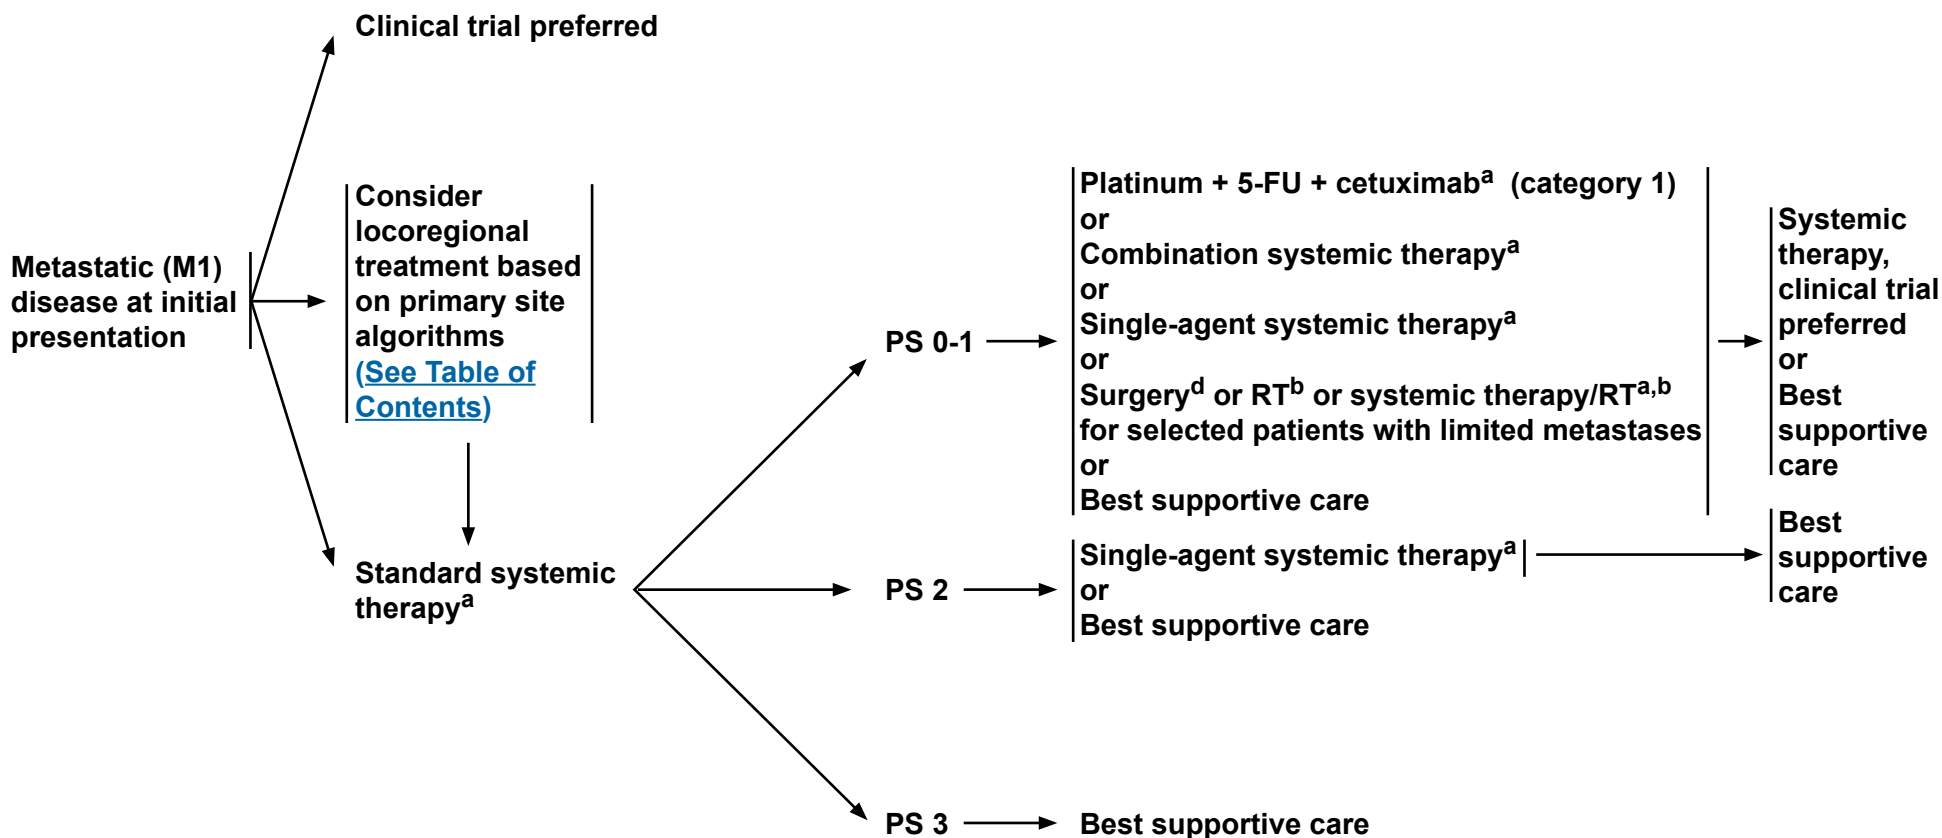 Clinical trial preferred
Metastatic (M1)
disease at initial
presentation
Consider
locoregional
treatment based
on primary site
algorithms
(See Table of
Contents)
Standard systemic
therapyᵃ
PS 0-1
Platinum + 5-FU + cetuximabᵃ (category 1)
or
Combination systemic therapyᵃ
or
Single-agent systemic therapyᵃ
or
Surgeryᵈ or RTᵇ or systemic therapy/RTᵃ,ᵇ
for selected patients with limited metastases
or
Best supportive care
Systemic
therapy,
clinical trial
preferred
or
Best
supportive
care
PS 2
Single-agent systemic therapyᵃ
or
Best supportive care
Best
supportive
care
PS 3
Best supportive care